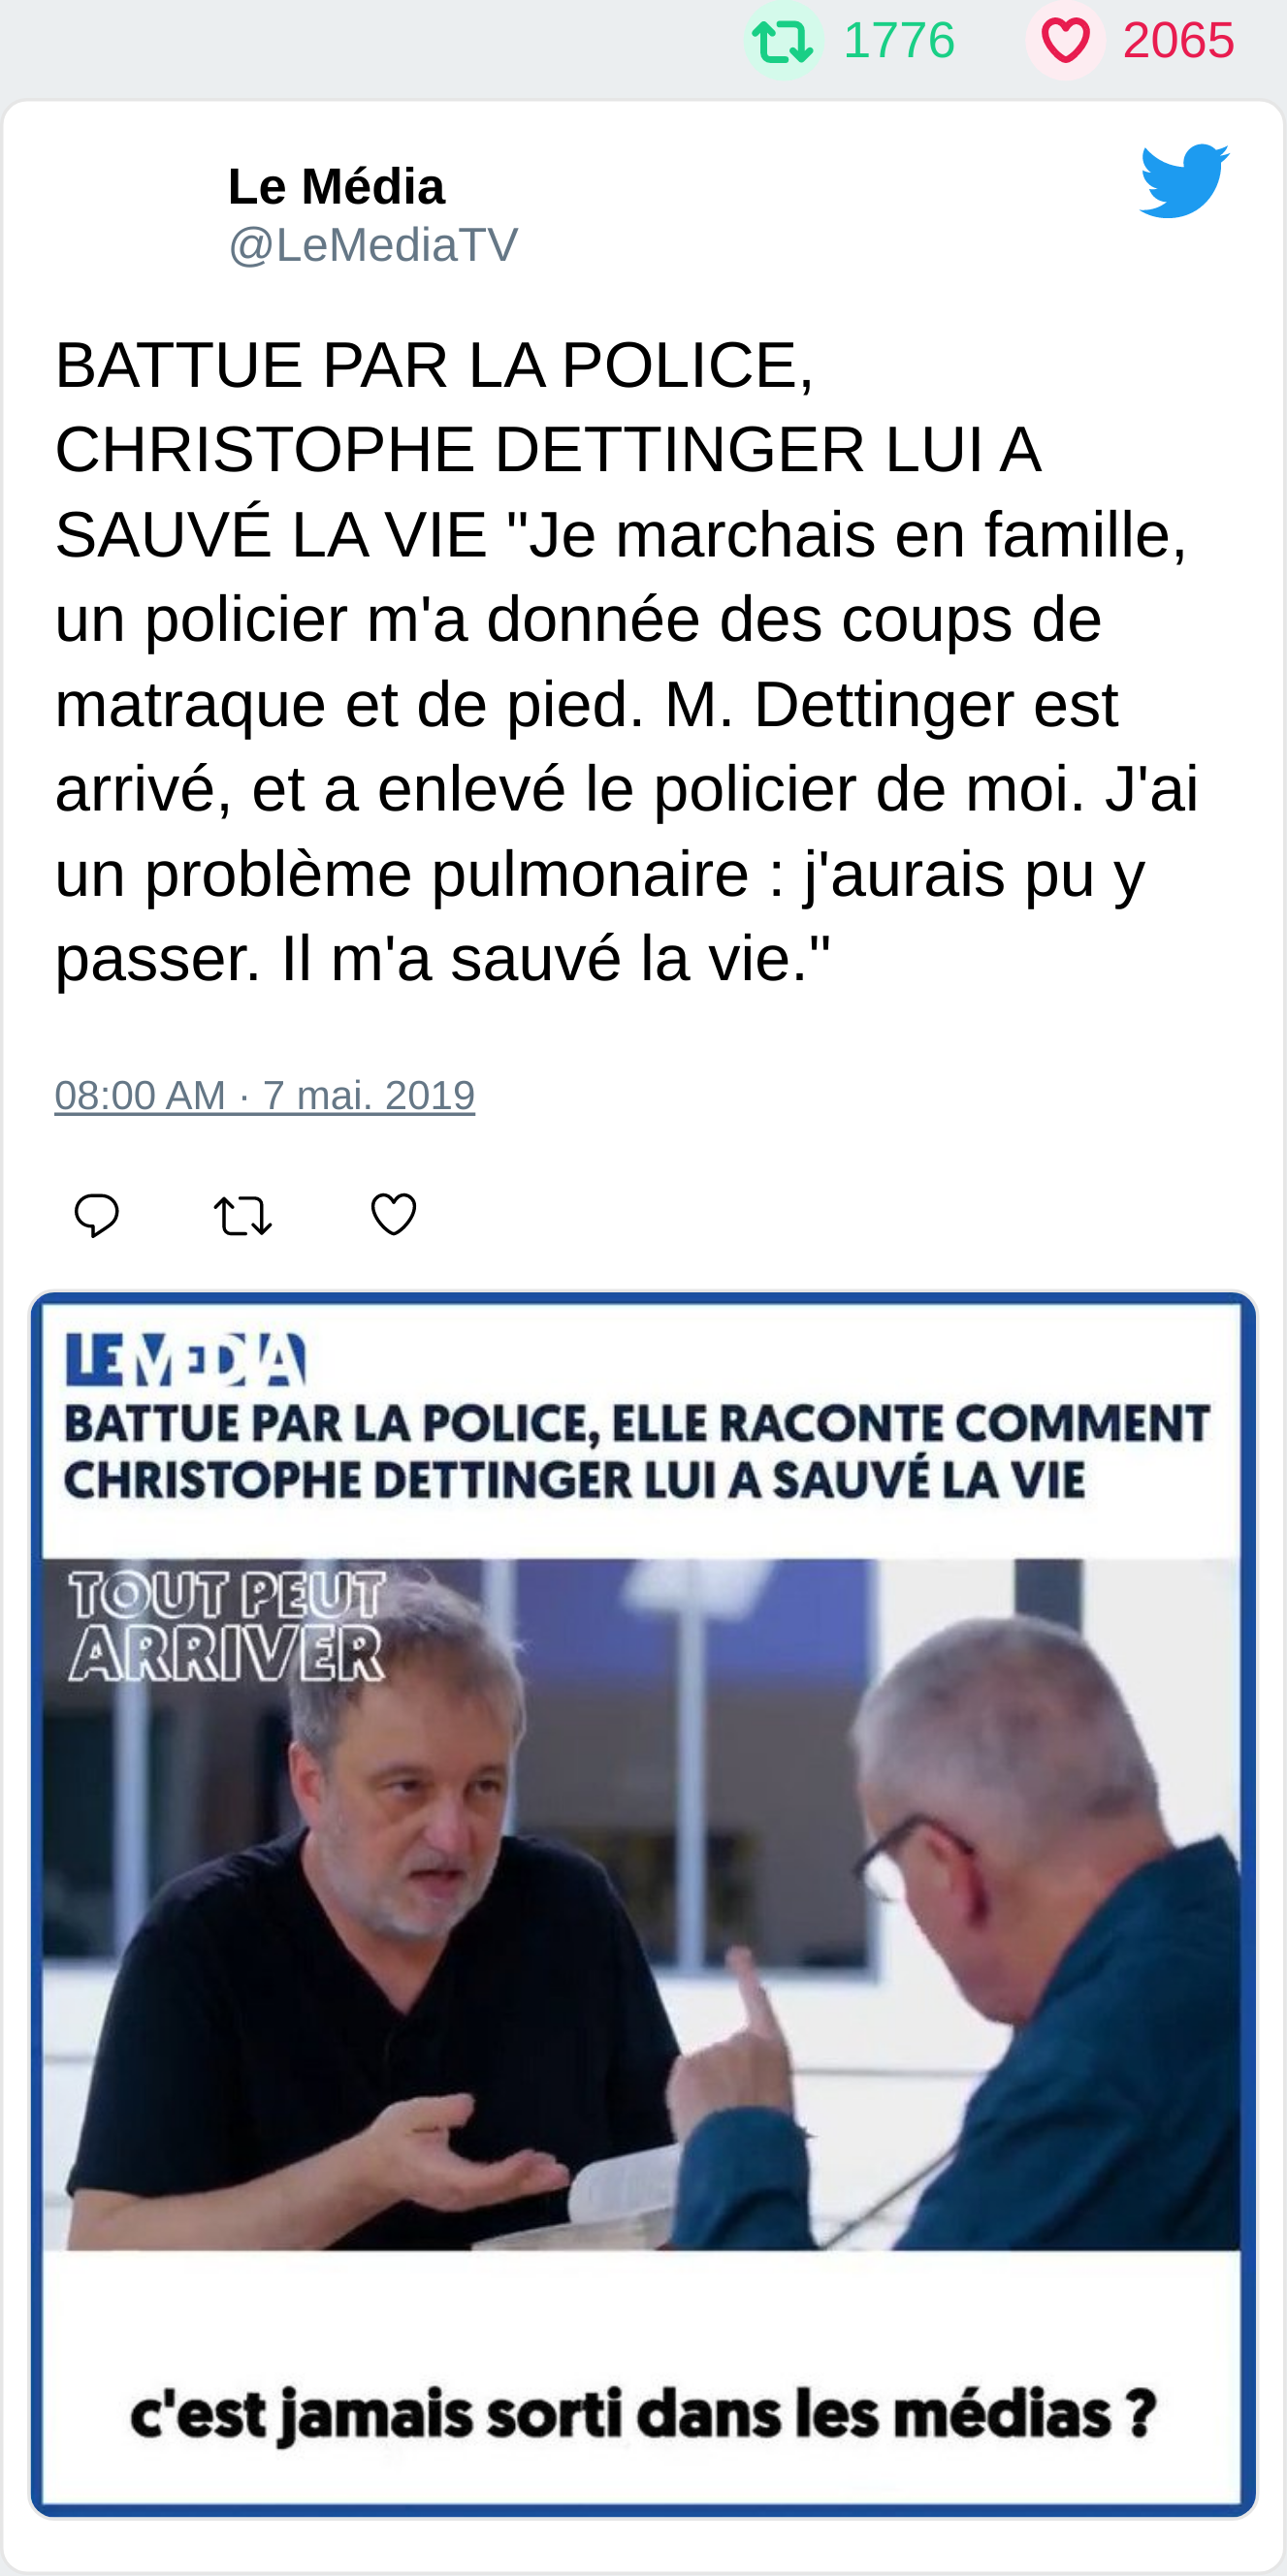 1776 2065
Le Média
@LeMediaTV
BATTUE PAR LA POLICE,
CHRISTOPHE DETTINGER LUI A
SAUVÉ LA VIE "Je marchais en famille,
un policier m'a donnée des coups de
matraque et de pied. M. Dettinger est
arrivé, et a enlevé le policier de moi. J'ai
un problème pulmonaire : j'aurais pu y
passer. Il m'a sauvé la vie."
08:00 AM · 7 mai. 2019
LEMEDIA
BATTUE PAR LA POLICE, ELLE RACONTE COMMENT
CHRISTOPHE DETTINGER LUI A SAUVÉ LA VIE
TOUT PEUT
ARRIVER
c'est jamais sorti dans les médias ?